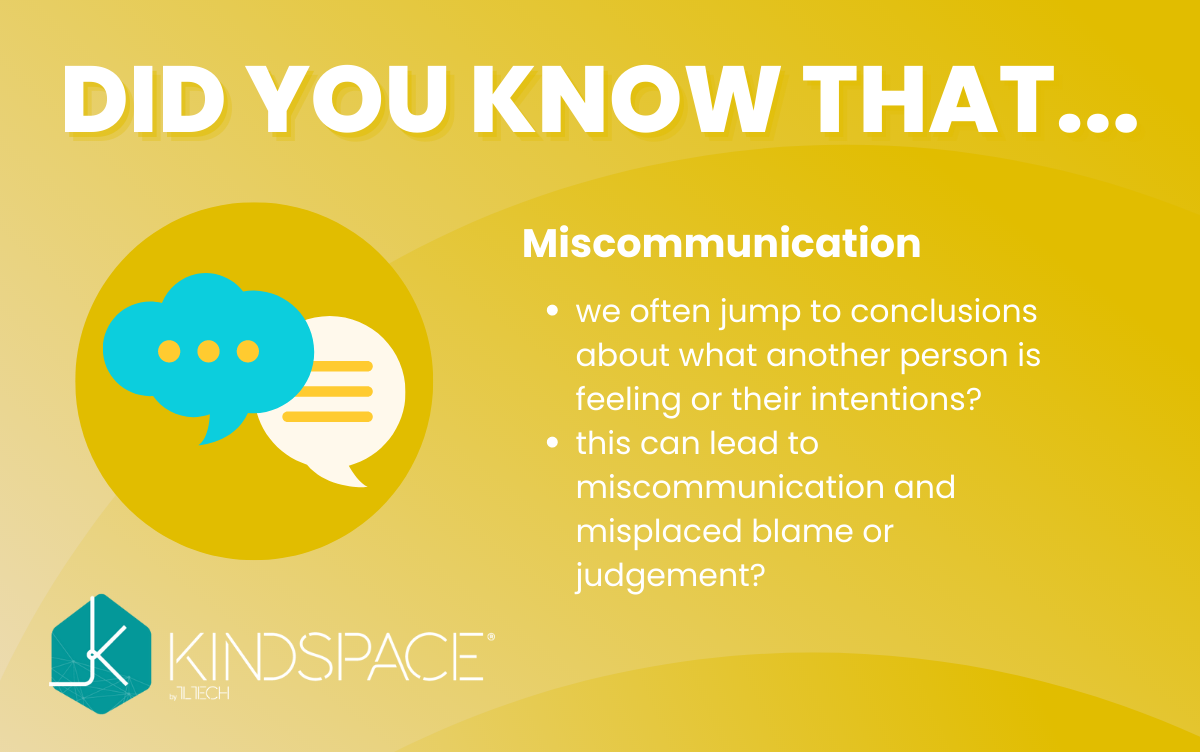 DID YOU KNOW THAT...
Miscommunication
• we often jump to conclusions
about what another person is
feeling or their intentions?
• this can lead to
miscommunication and
misplaced blame or
judgement?
KINDSPACE®
by JLTECH